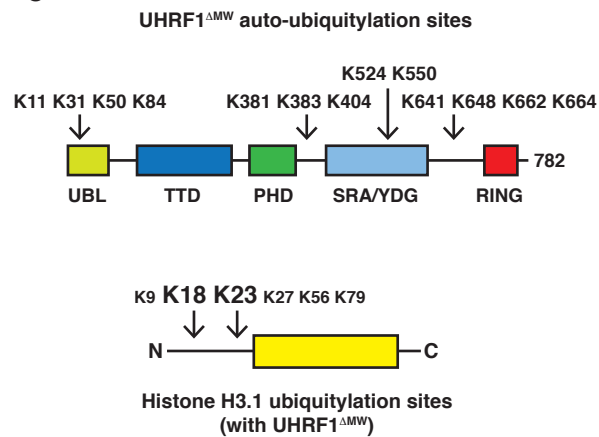 UHRF1ΔMW auto-ubiquitylation sites
K524 K550
K11 K31 K50 K84 K381 K383 K404 K641 K648 K662 K664
782
UBL TTD PHD SRA/YDG RING
K9 K18 K23 K27 K56 K79
N C
Histone H3.1 ubiquitylation sites
(with UHRF1ΔMW)